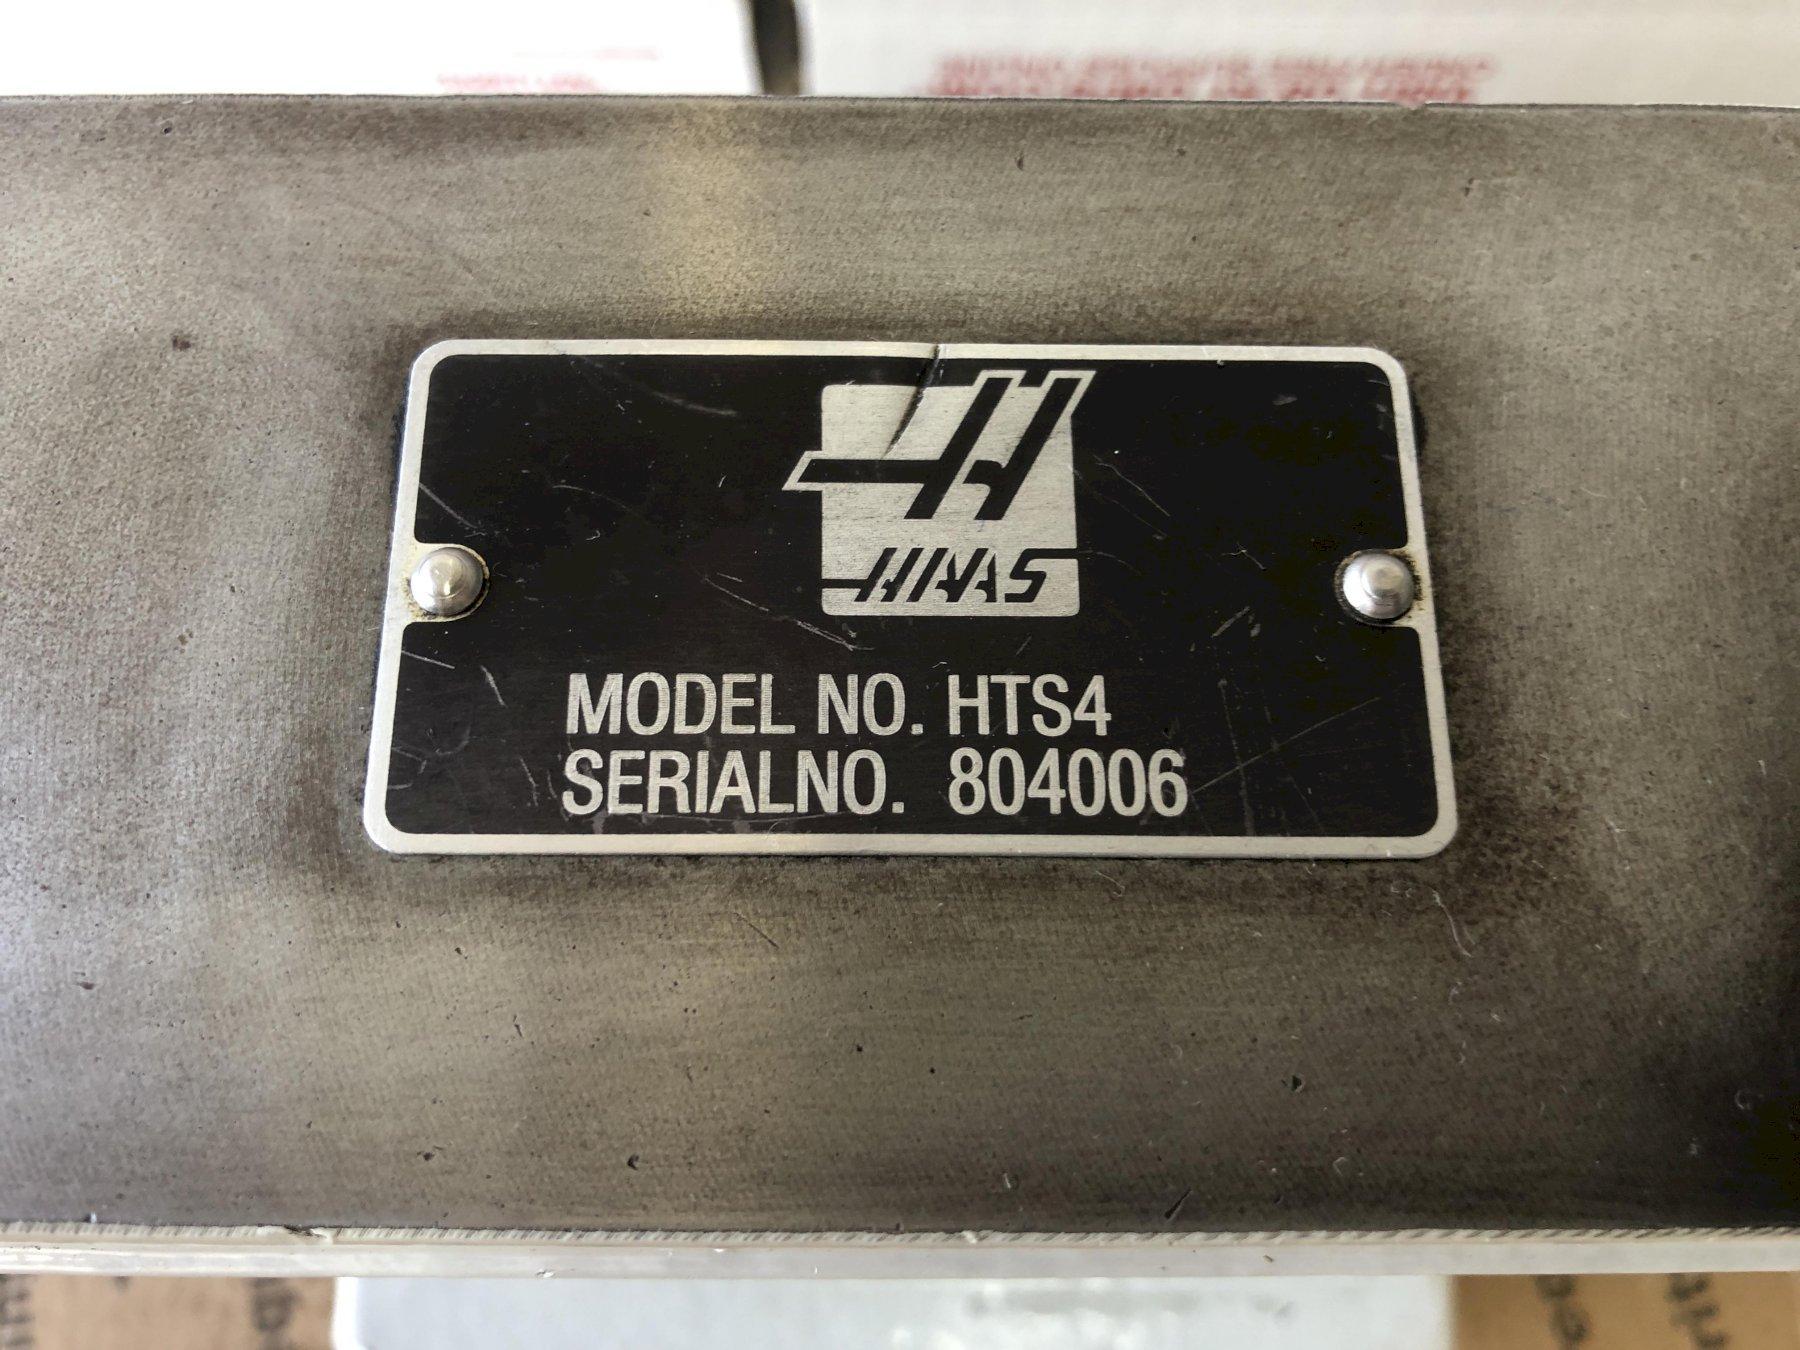 HAAS
MODEL NO. HTS4
SERIALNO. 804006